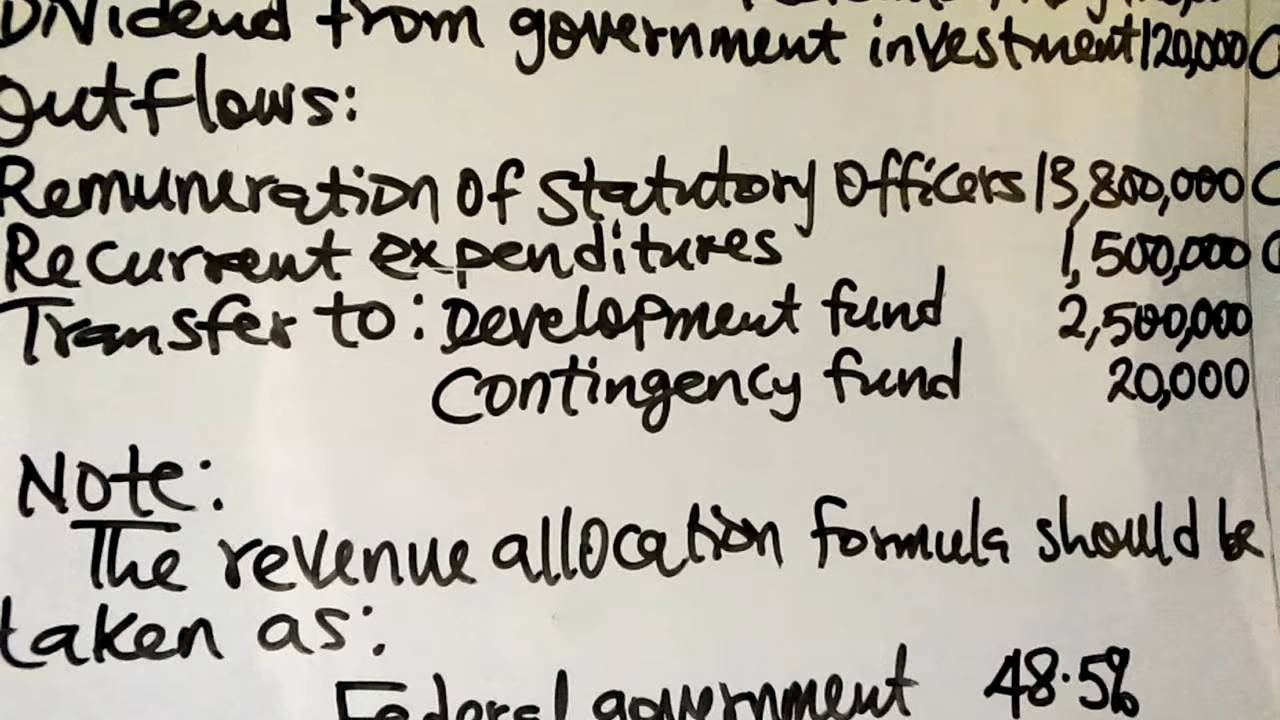 Dividend from government investment 120,000
Outflows:
Remuneration of Statutory Officers 13,800,000
Recurrent expenditures 1,500,000
Transfer to: Development fund 2,500,000
Contingency fund 20,000
Note:
The revenue allocation formula should be
taken as:
Federal government 48.5%